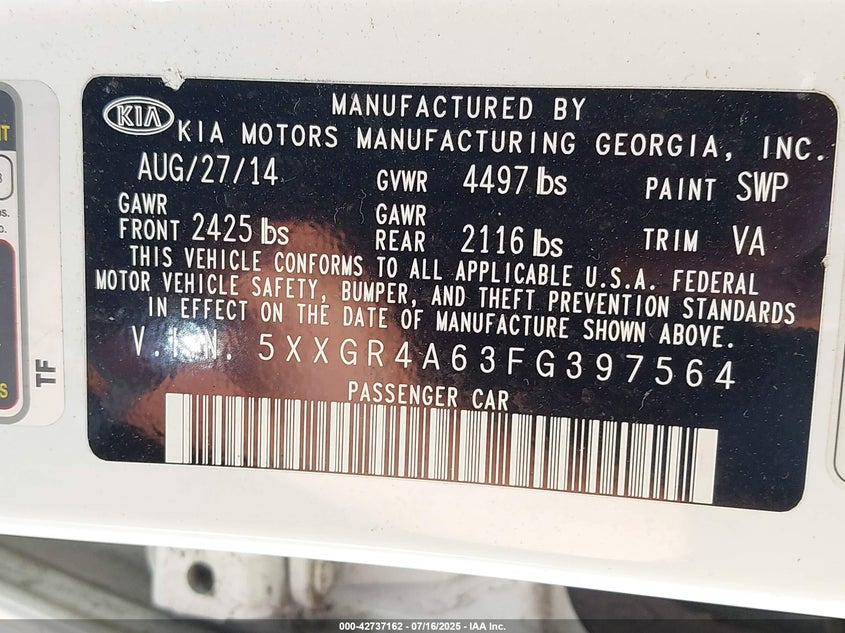 KIA
MANUFACTURED BY
KIA MOTORS MANUFACTURING GEORGIA, INC.
AUG/27/14 GVWR 4497 lbs PAINT SWP
GAWR FRONT 2425 lbs GAWR REAR 2116 lbs TRIM VA
THIS VEHICLE CONFORMS TO ALL APPLICABLE U.S.A. FEDERAL
MOTOR VEHICLE SAFETY, BUMPER, AND THEFT PREVENTION STANDARDS
IN EFFECT ON THE DATE OF MANUFACTURE SHOWN ABOVE.
V.I.N. 5XXGR4A63FG397564
PASSENGER CAR
TF
000-42737162 - 07/16/2025 - IAA Inc.